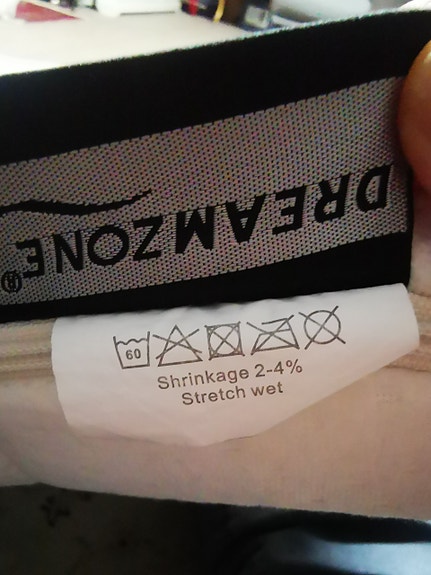 DREAMZONE®
60
Shrinkage 2-4%
Stretch wet